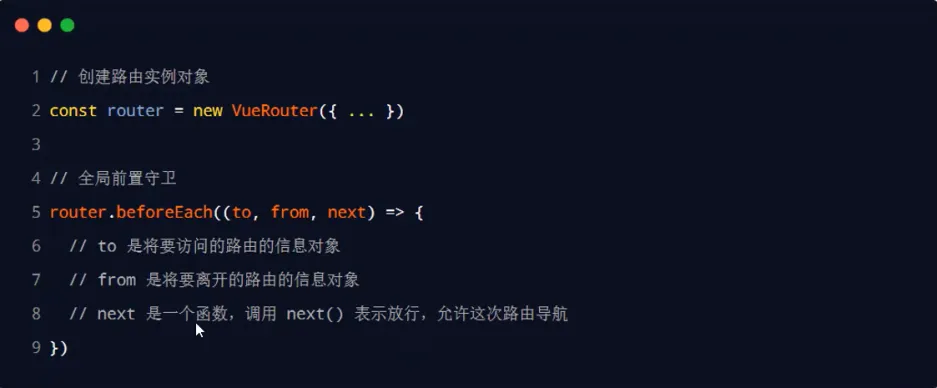 1 // 创建路由实例对象
2 const router = new VueRouter({ ... })
3
4 // 全局前置守卫
5 router.beforeEach((to, from, next) => {
6 // to 是将要访问的路由的信息对象
7 // from 是将要离开的路由的信息对象
8 // next 是一个函数，调用 next() 表示放行，允许这次路由导航
9 })